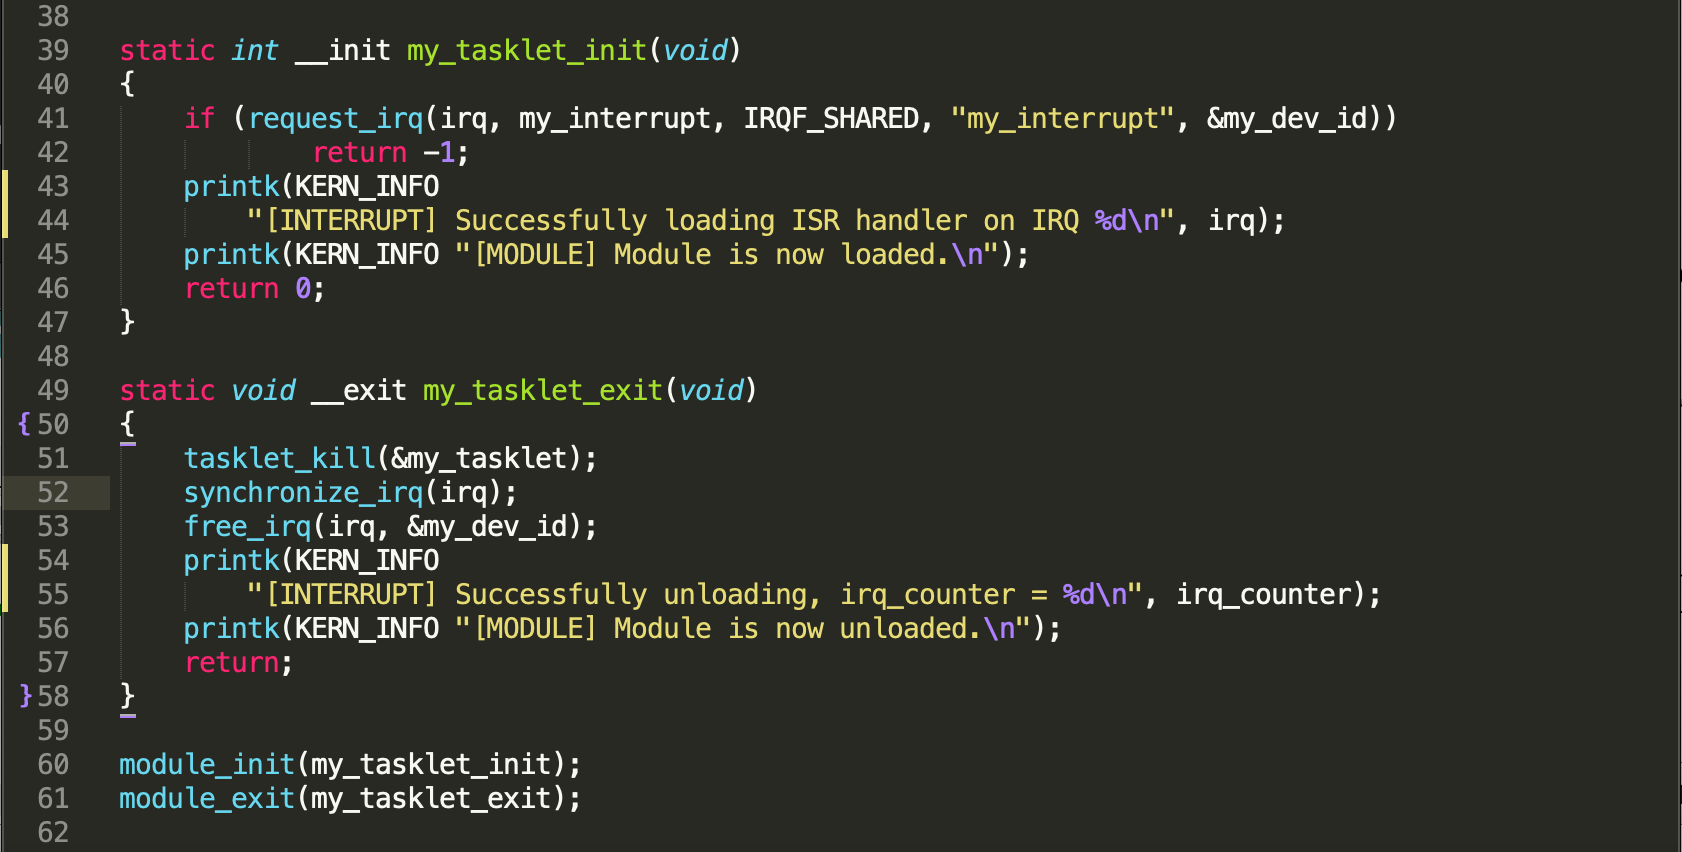 38
39 static int __init my_tasklet_init(void)
40 {
41 if (request_irq(irq, my_interrupt, IRQF_SHARED, "my_interrupt", &my_dev_id))
42 return -1;
43 printk(KERN_INFO
44 "[INTERRUPT] Successfully loading ISR handler on IRQ %d\n", irq);
45 printk(KERN_INFO "[MODULE] Module is now loaded.\n");
46 return 0;
47 }
48
49 static void __exit my_tasklet_exit(void)
{ 50 {
51 tasklet_kill(&my_tasklet);
52 synchronize_irq(irq);
53 free_irq(irq, &my_dev_id);
54 printk(KERN_INFO
55 "[INTERRUPT] Successfully unloading, irq_counter = %d\n", irq_counter);
56 printk(KERN_INFO "[MODULE] Module is now unloaded.\n");
57 return;
} 58 }
59
60 module_init(my_tasklet_init);
61 module_exit(my_tasklet_exit);
62